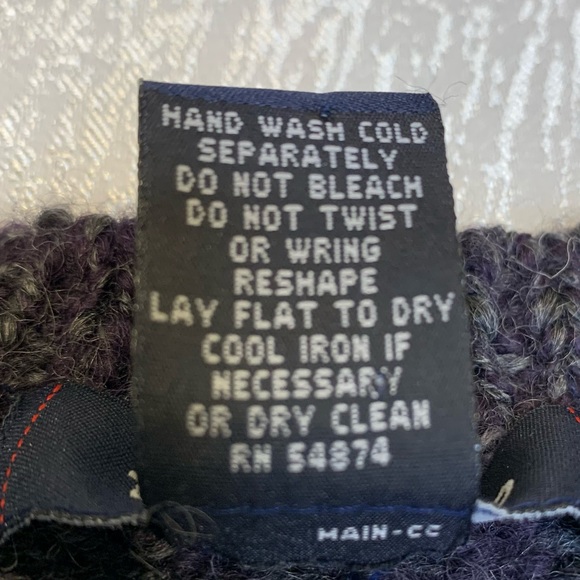 HAND WASH COLD
SEPARATELY
DO NOT BLEACH
DO NOT TWIST
OR WRING
RESHAPE
LAY FLAT TO DRY
COOL IRON IF
NECESSARY
OR DRY CLEAN
RN 54874
MAIN-CC